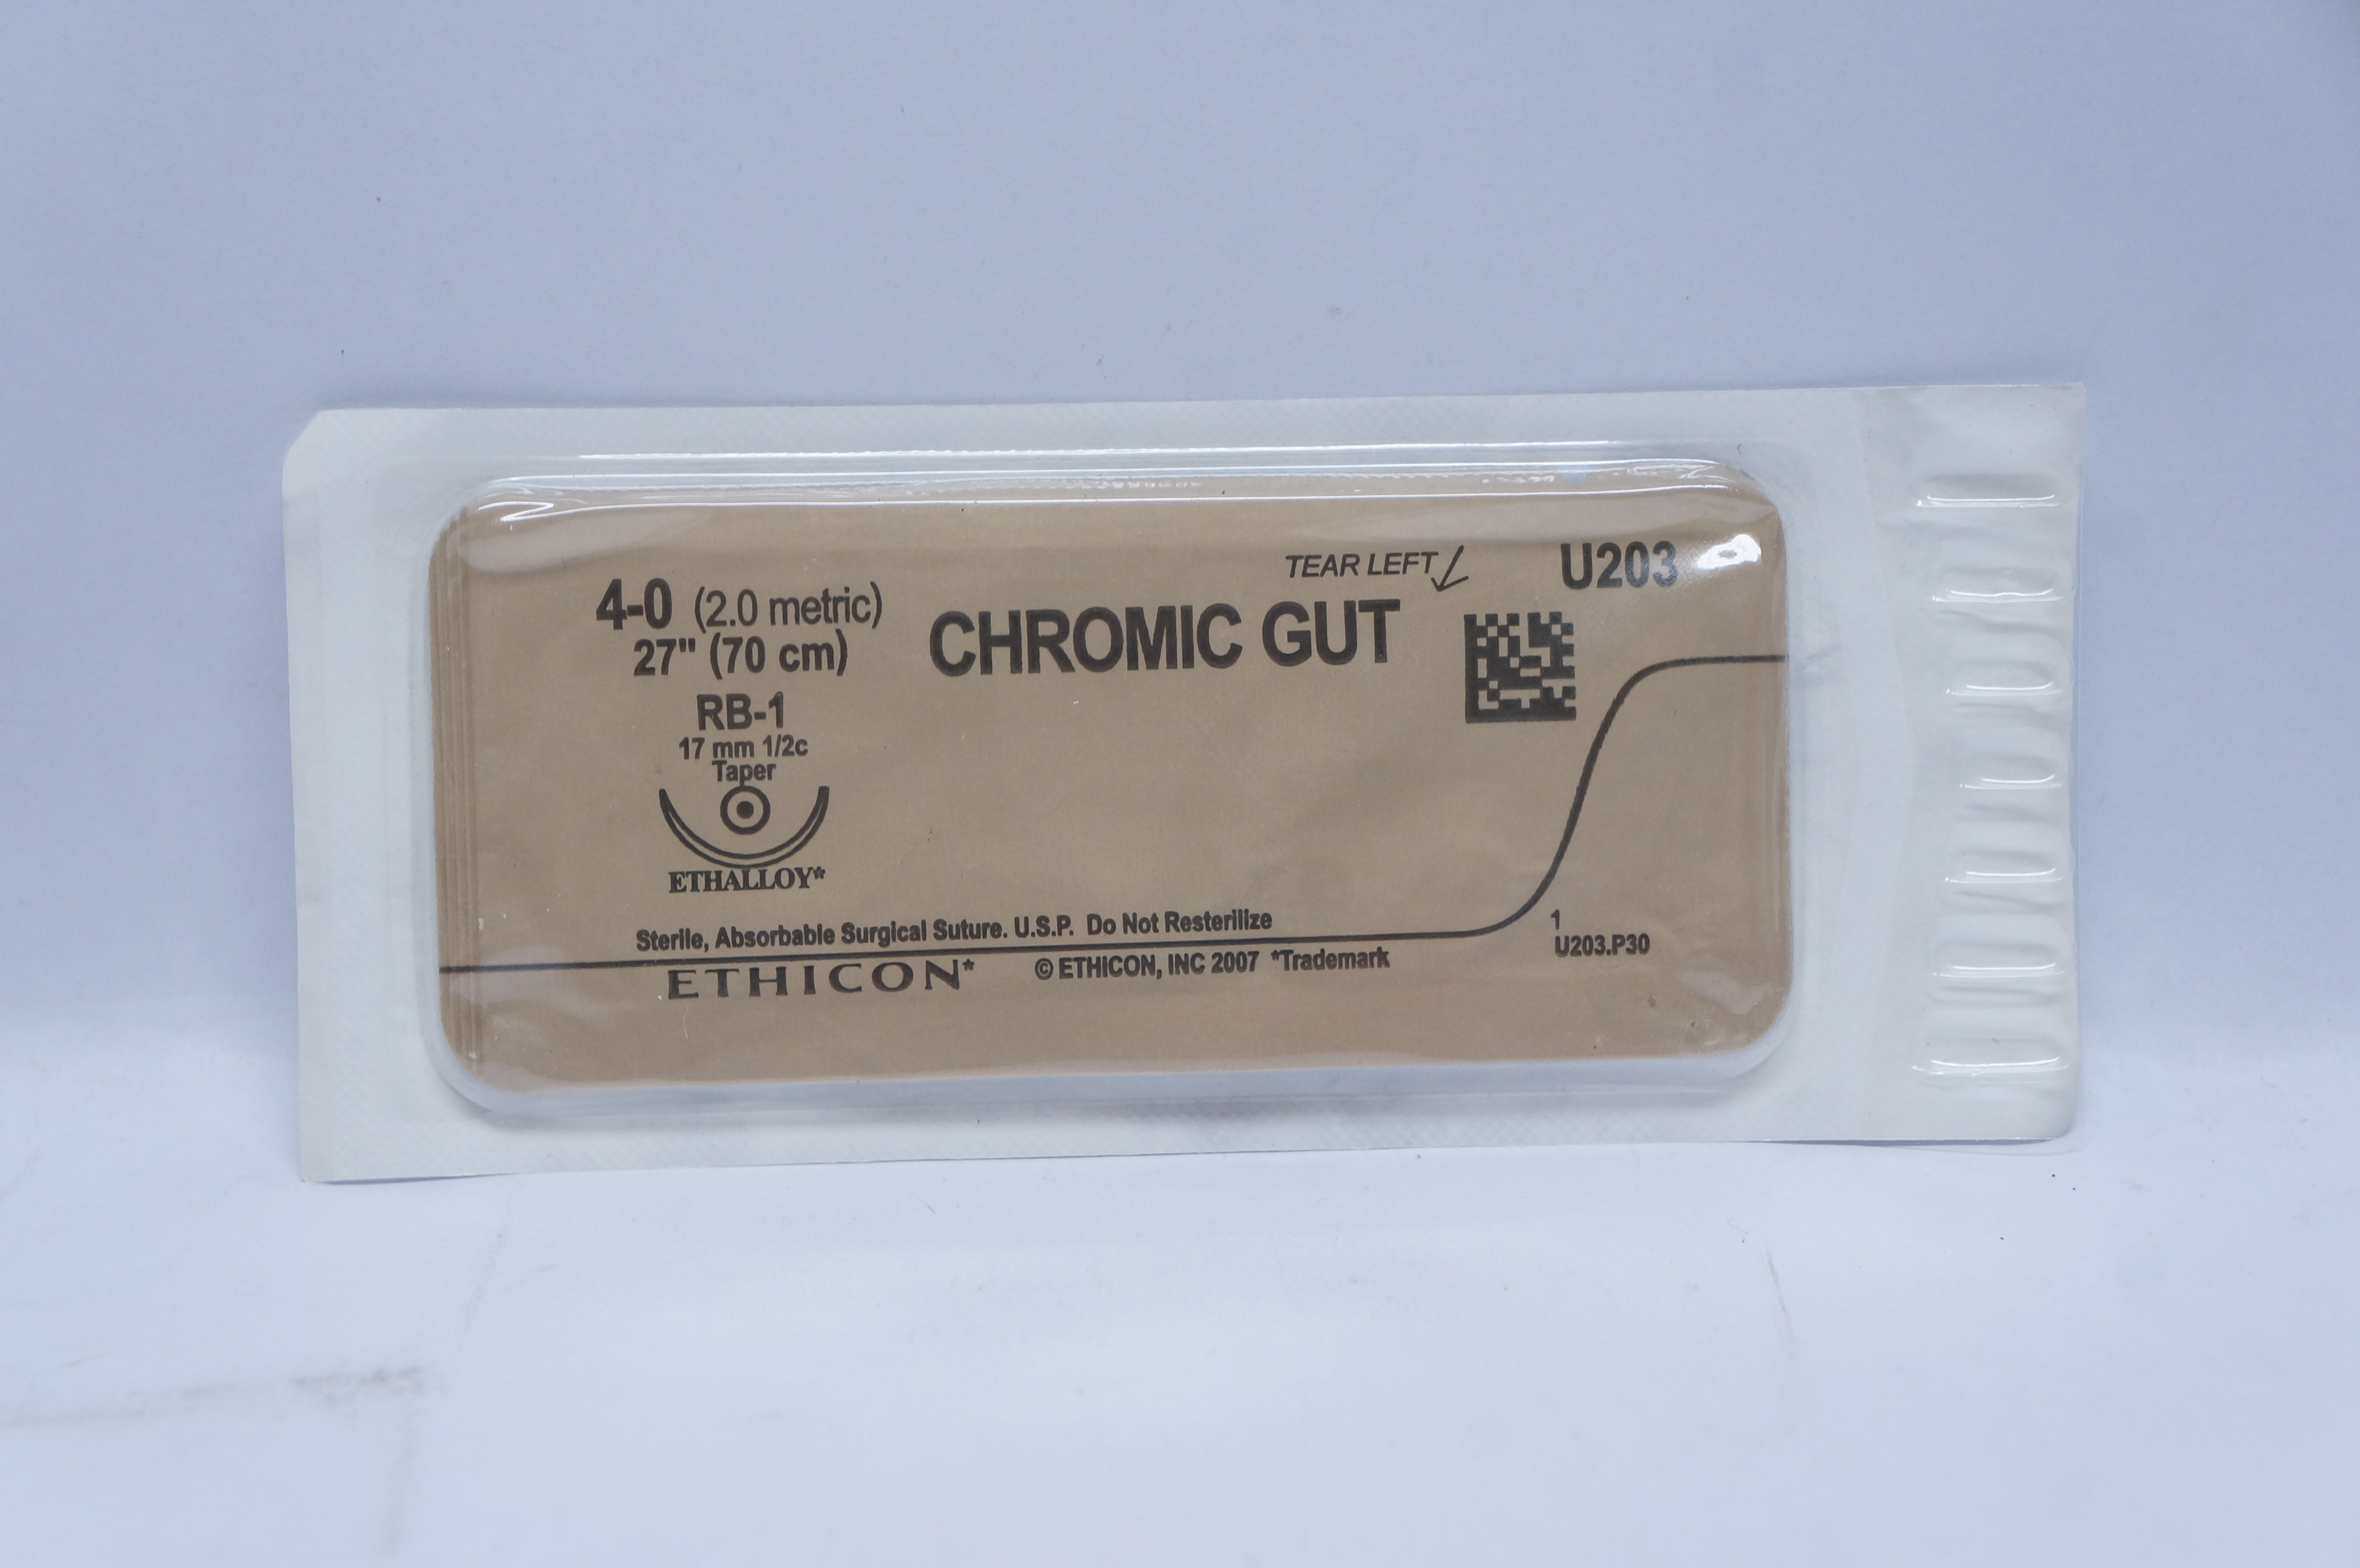 TEAR LEFT
U203
4-0 (2.0 metric)
27" (70 cm)
CHROMIC GUT
RB-1
17 mm 1/2c
Taper
ETHALLOY*
Sterile, Absorbable Surgical Suture. U.S.P. Do Not Resterilize
ETHICON*
© ETHICON, INC 2007 *Trademark
1
U203.P30